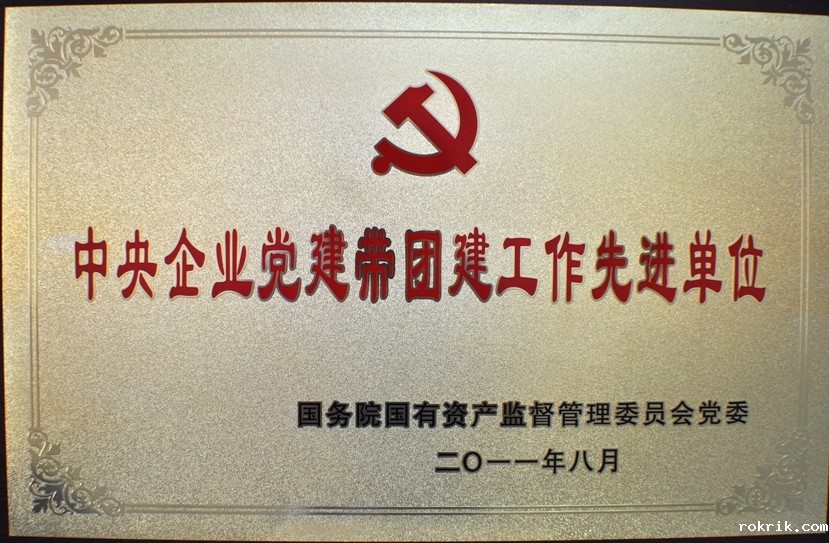 中央企业党建带团建工作先进单位
国务院国有资产监督管理委员会党委
二〇一一年八月
rokrik.com